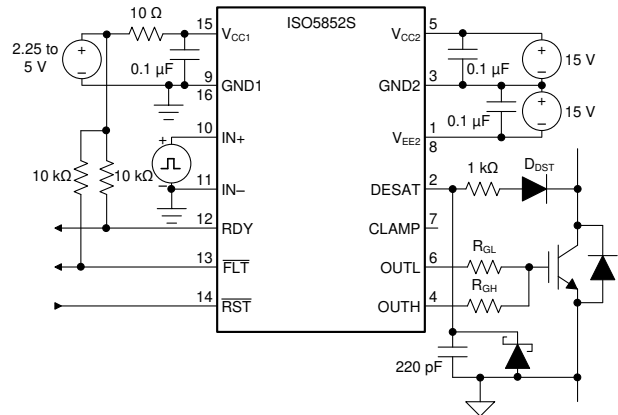 10 Ω
15
VCC1
ISO5852S
VCC2
5
2.25 to
5 V
0.1 µF
0.1 µF
15 V
9
GND1
GND2
3
16
15 V
0.1 µF
10
IN+
VEE2
1
8
+
−
+
−
+
−
+
−
10 kΩ
10 kΩ
11
IN−
DESAT
2
1 kΩ
DDST
12
RDY
CLAMP
7
13
FLT
OUTL
6
RGL
14
RST
OUTH
4
RGH
220 pF